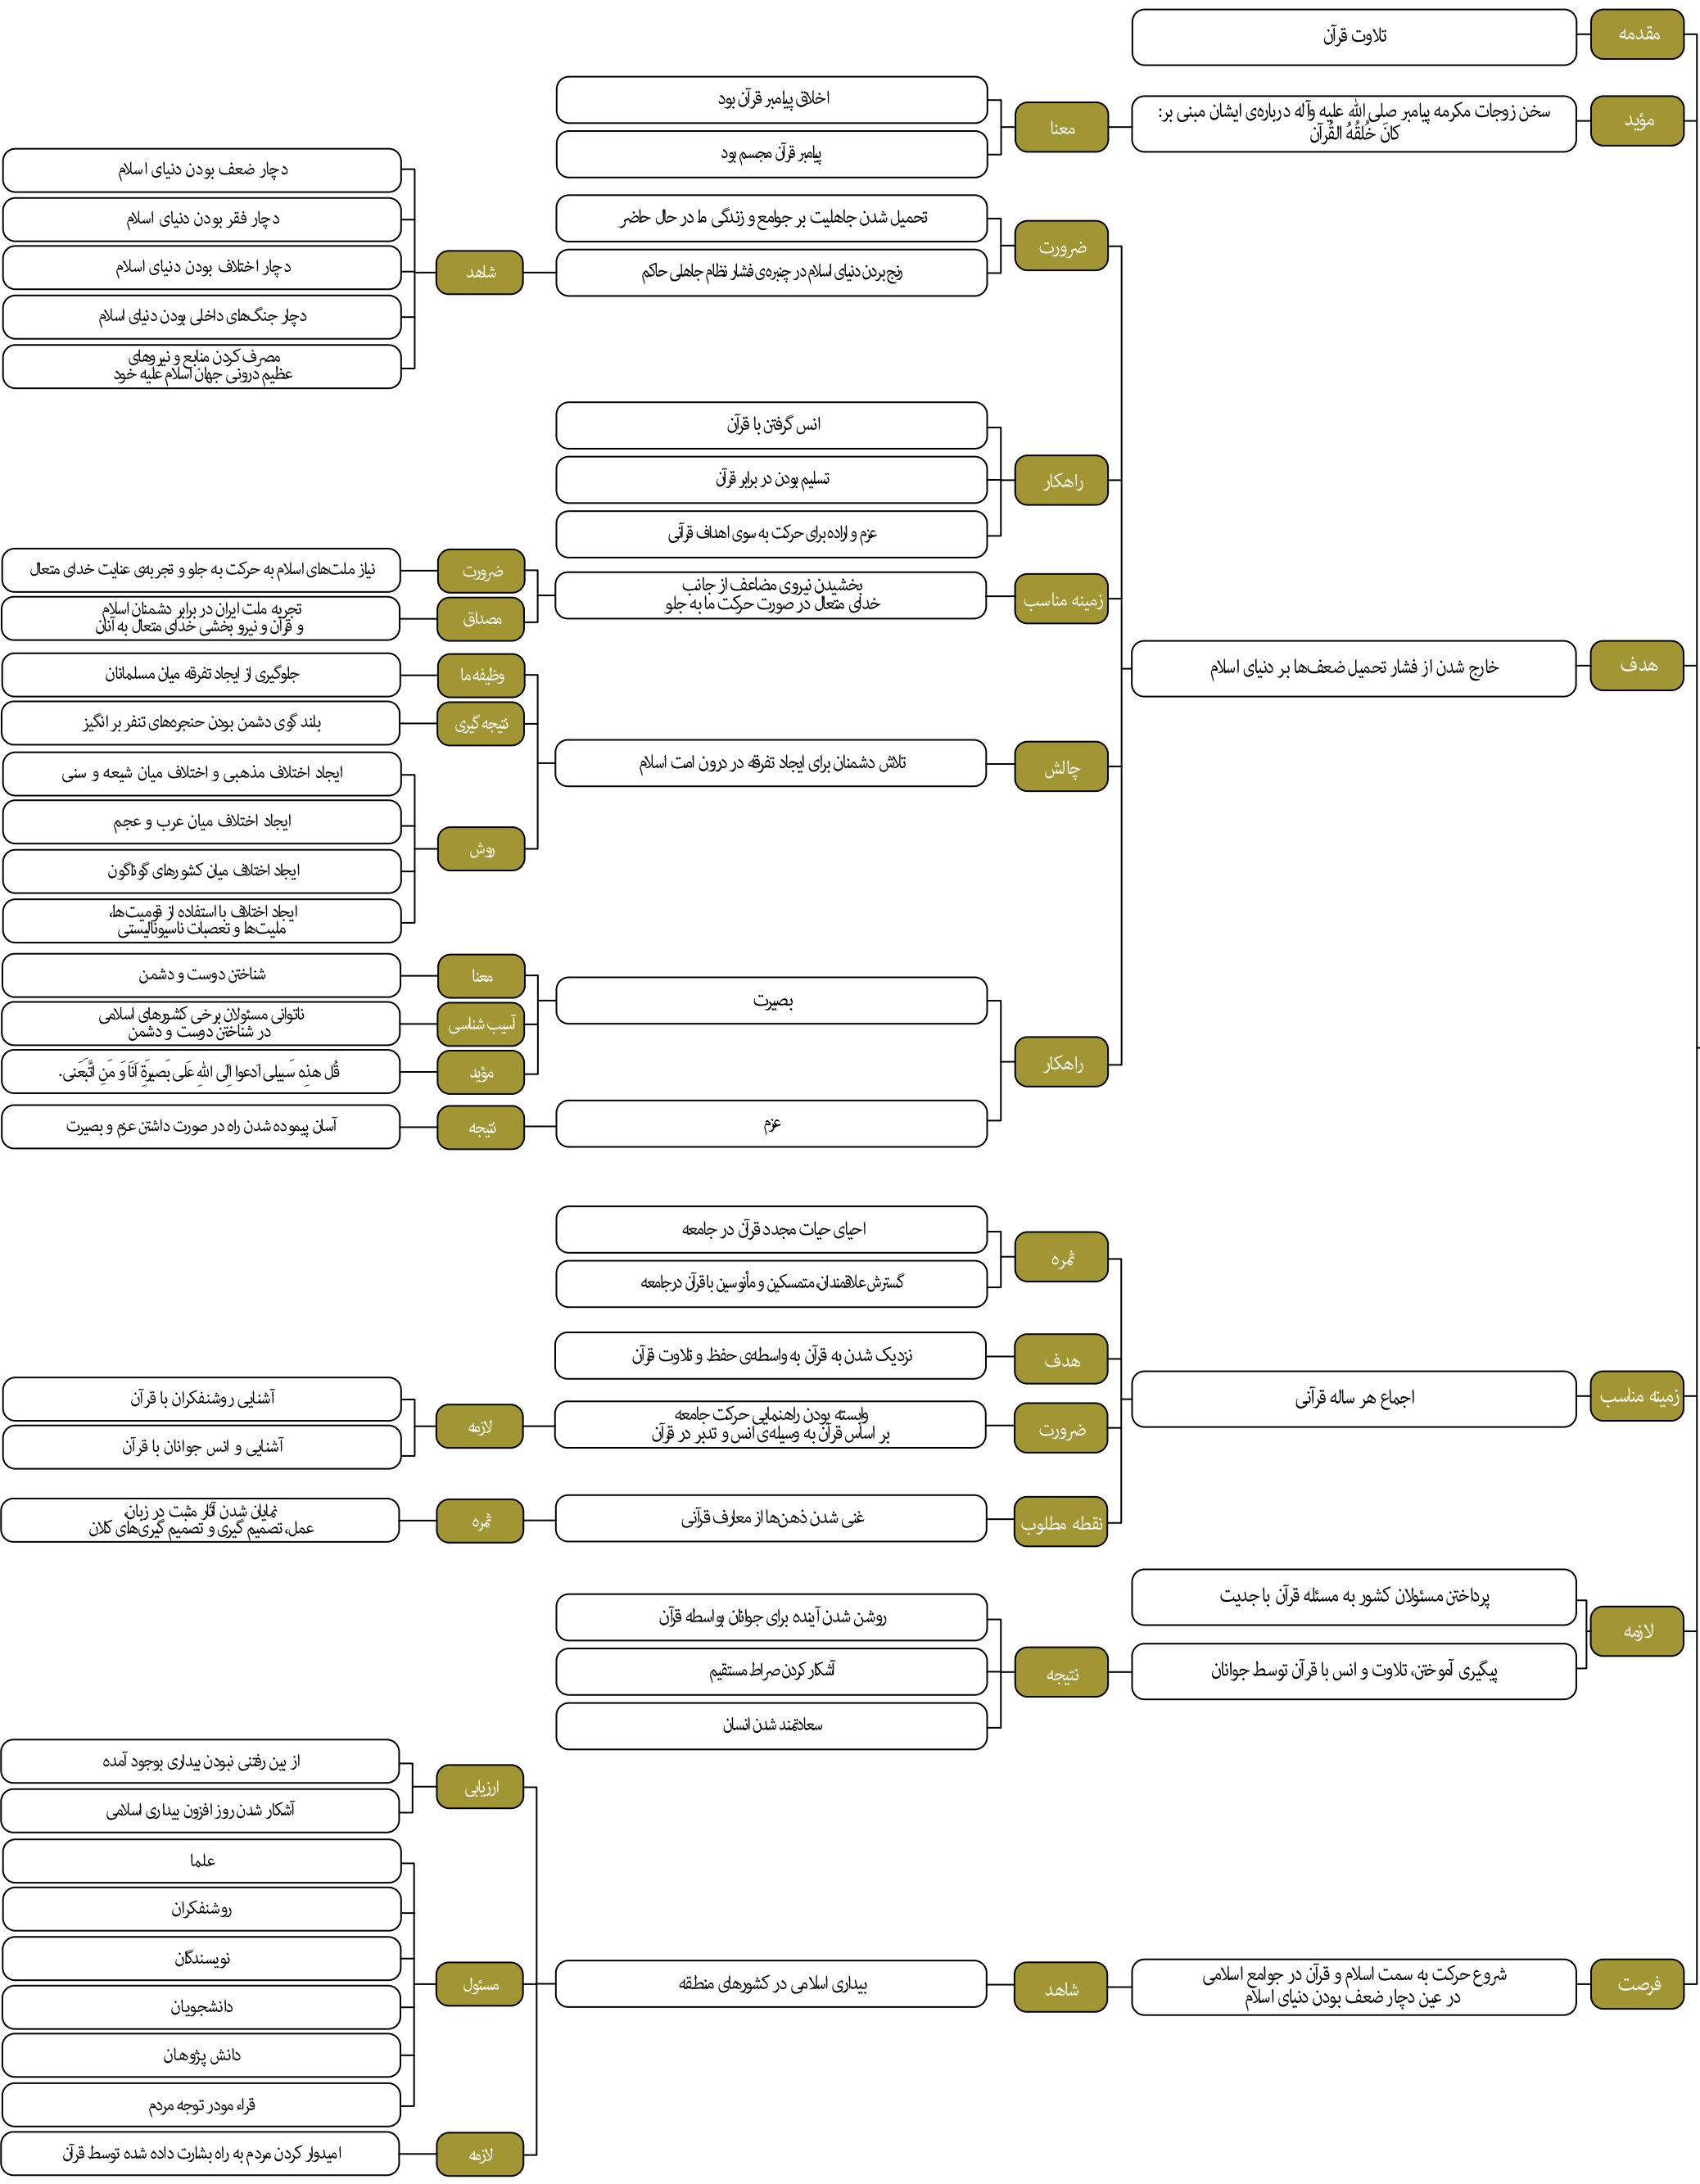 مقدمه
تلاوت قرآن
مؤید
سخن زوجات مکرمه پیامبر صلی الله علیه وآله درباره‌ی ایشان مبنی بر:
کانَ خُلقُهُ القُرآن
معنا
اخلاق پیامبر قرآن بود
پیامبر قرآن مجسم بود
هدف
خارج شدن از فشار تحمیل ضعف‌ها بر دنیای اسلام
ضرورت
تحمیل شدن جاهلیت بر جوامع و زندگی ما در حال حاضر
رنج بردن دنیای اسلام در چنبره‌ی فشار نظام جاهلی حاکم
شاهد
دچار ضعف بودن دنیای اسلام
دچار فقر بودن دنیای اسلام
دچار اختلاف بودن دنیای اسلام
دچار جنگ‌های داخلی بودن دنیای اسلام
مصرف کردن منابع و نیروهای
عظیم درونی جهان اسلام علیه خود
راهکار
انس گرفتن با قرآن
تسلیم بودن در برابر قرآن
عزم و اراده برای حرکت به سوی اهداف قرآنی
زمینه مناسب
بخشیدن نیروی مضاعف از جانب
خدای متعال در صورت حرکت ما به جلو
ضرورت
نیاز ملت‌های اسلام به حرکت به جلو و تجربه‌ی عنایت خدای متعال
مصداق
تجربه ملت ایران در برابر دشمنان اسلام
و قرآن و نیرو بخشی خدای متعال به آنان
چالش
تلاش دشمنان برای ایجاد تفرقه در درون امت اسلام
وظیفه ما
جلوگیری از ایجاد تفرقه میان مسلمانان
نتیجه گیری
بلند گوی دشمن بودن حنجره‌های تنفر بر انگیز
روش
ایجاد اختلاف مذهبی و اختلاف میان شیعه و سنی
ایجاد اختلاف میان عرب و عجم
ایجاد اختلاف میان کشورهای گوناگون
ایجاد اختلاف با استفاده از قومیت‌ها،
ملیت‌ها و تعصبات ناسیونالیستی
راهکار
بصیرت
معنا
شناختن دوست و دشمن
آسیب شناسی
ناتوانی مسئولان برخی کشورهای اسلامی
در شناختن دوست و دشمن
مؤید
قُل هذِه سَبیلی اَدعوا اِلَی اللهِ عَلی بَصیرَةٍ اَنَا وَ مَنِ اتَّبَعَنی.
عزم
نتیجه
آسان پیموده شدن راه در صورت داشتن عزم و بصیرت
زمینه مناسب
اجماع هر ساله قرآنی
ثمره
احیای حیات مجدد قرآن در جامعه
گسترش علاقمندان، متمسکین و مأنوسین با قرآن درجامعه
هدف
نزدیک شدن به قرآن به واسطه‌ی حفظ و تلاوت قرآن
ضرورت
وابسته بودن راهنمایی حرکت جامعه
بر اساس قرآن به وسیله‌ی انس و تدبر در قرآن
لازمه
آشنایی روشنفکران با قرآن
آشنایی و انس جوانان با قرآن
نقطه مطلوب
غنی شدن ذهن‌ها از معارف قرآنی
ثمره
نمایان شدن آثار مثبت در زبان،
عمل، تصمیم گیری و تصمیم گیری‌های کلان
لازمه
پرداختن مسئولان کشور به مسئله قرآن با جدیت
پیگیری آموختن، تلاوت و انس با قرآن توسط جوانان
نتیجه
روشن شدن آینده برای جوانان بواسطه قرآن
آشکار کردن صراط مستقیم
سعادتمند شدن انسان
فرصت
شروع حرکت به سمت اسلام و قرآن در جوامع اسلامی
در عین دچار ضعف بودن دنیای اسلام
شاهد
بیداری اسلامی در کشورهای منطقه
ارزیابی
از بین رفتنی نبودن بیداری بوجود آمده
آشکار شدن روز افزون بیداری اسلامی
مسئول
علما
روشنفکران
نویسندگان
دانشجویان
دانش پژوهان
قراء مودر توجه مردم
لازمه
امیدوار کردن مردم به راه بشارت داده شده توسط قرآن